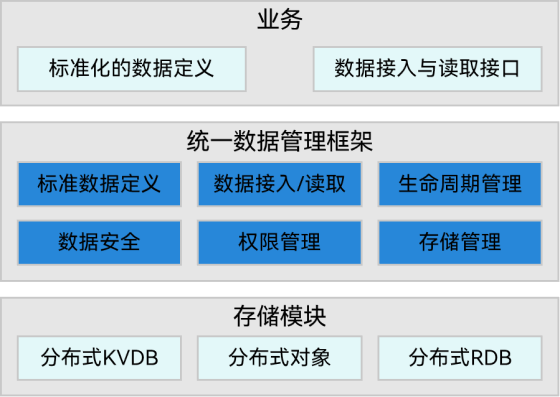 业务
标准化的数据定义
数据接入与读取接口
统一数据管理框架
标准数据定义
数据接入/读取
生命周期管理
数据安全
权限管理
存储管理
存储模块
分布式KVDB
分布式对象
分布式RDB